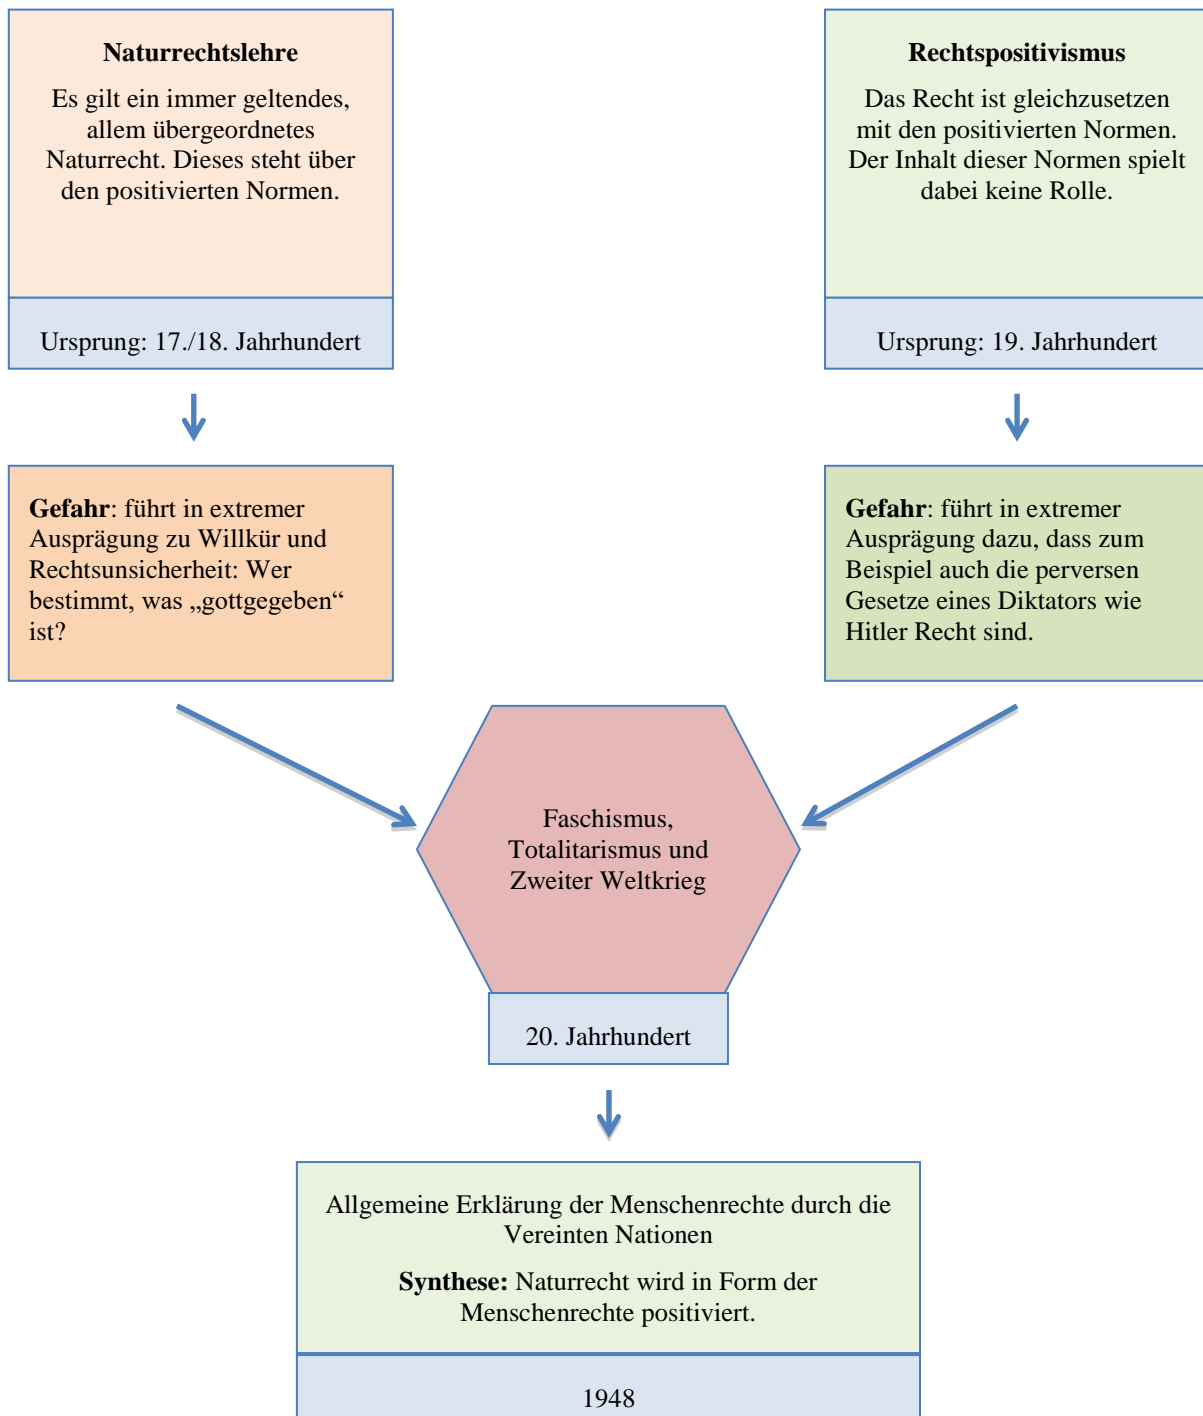 Naturrechtslehre
Es gilt ein immer geltendes,
allem übergeordnetes
Naturrecht. Dieses steht über
den positivierten Normen.
Ursprung: 17./18. Jahrhundert
Rechtspositivismus
Das Recht ist gleichzusetzen
mit den positivierten Normen.
Der Inhalt dieser Normen spielt
dabei keine Rolle.
Ursprung: 19. Jahrhundert
Gefahr: führt in extremer
Ausprägung zu Willkür und
Rechtsunsicherheit: Wer
bestimmt, was „gottgegeben“
ist?
Gefahr: führt in extremer
Ausprägung dazu, dass zum
Beispiel auch die perversen
Gesetze eines Diktators wie
Hitler Recht sind.
Faschismus,
Totalitarismus und
Zweiter Weltkrieg
20. Jahrhundert
Allgemeine Erklärung der Menschenrechte durch die
Vereinten Nationen
Synthese: Naturrecht wird in Form der
Menschenrechte positiviert.
1948